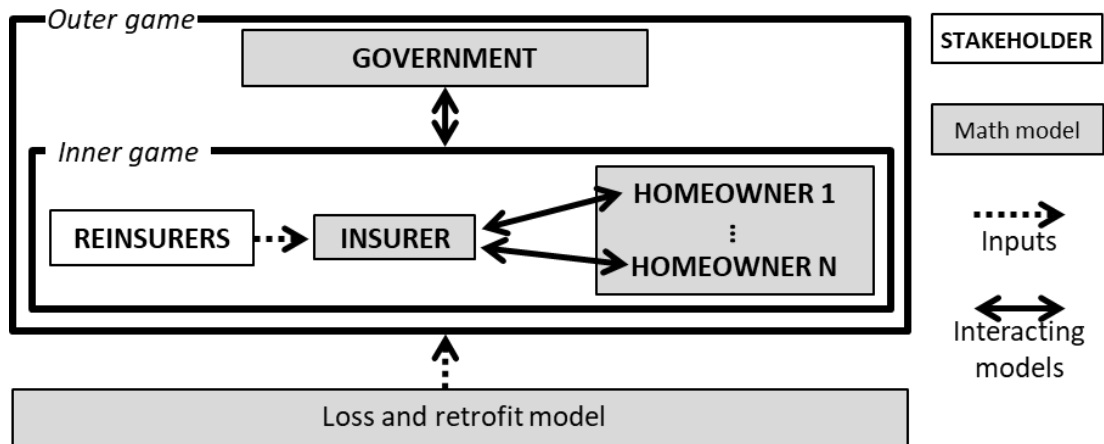 Outer game
GOVERNMENT
Inner game
REINSURERS
INSURER
HOMEOWNER 1
⋮
HOMEOWNER N
Loss and retrofit model
STAKEHOLDER
Math model
Inputs
Interacting
models